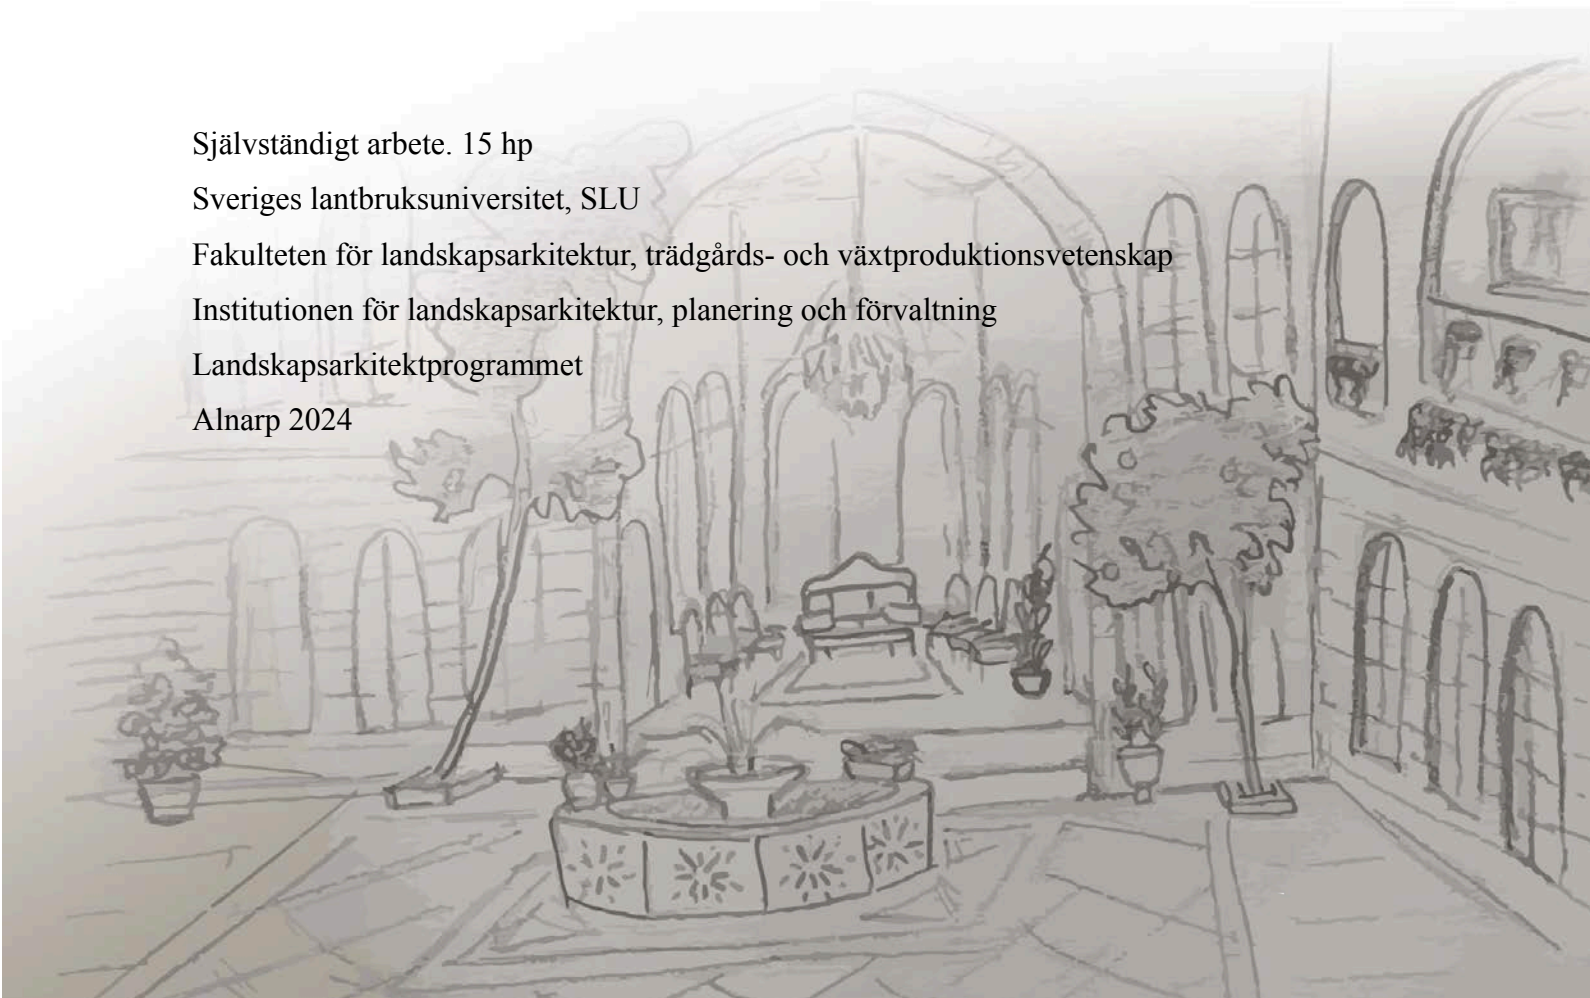 Självständigt arbete. 15 hp
Sveriges lantbruksuniversitet, SLU
Fakulteten för landskapsarkitektur, trädgårds- och växtproduktionsvetenskap
Institutionen för landskapsarkitektur, planering och förvaltning
Landskapsarkitektprogrammet
Alnarp 2024